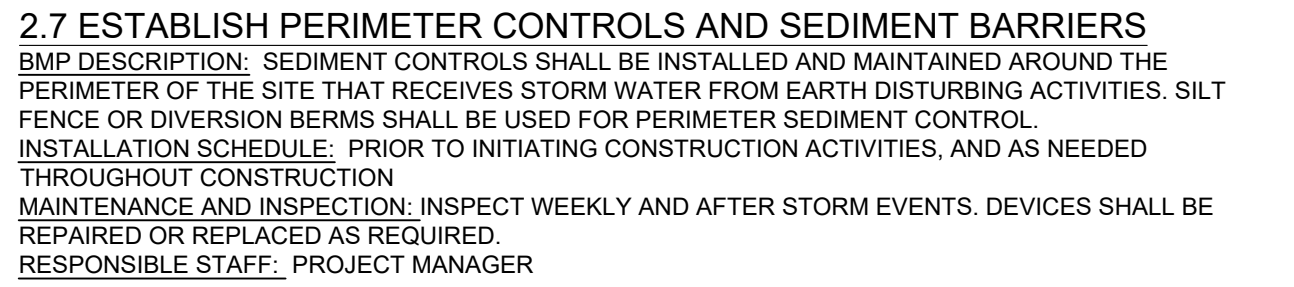 2.7 ESTABLISH PERIMETER CONTROLS AND SEDIMENT BARRIERS
BMP DESCRIPTION: SEDIMENT CONTROLS SHALL BE INSTALLED AND MAINTAINED AROUND THE
PERIMETER OF THE SITE THAT RECEIVES STORM WATER FROM EARTH DISTURBING ACTIVITIES. SILT
FENCE OR DIVERSION BERMS SHALL BE USED FOR PERIMETER SEDIMENT CONTROL.
INSTALLATION SCHEDULE: PRIOR TO INITIATING CONSTRUCTION ACTIVITIES, AND AS NEEDED
THROUGHOUT CONSTRUCTION
MAINTENANCE AND INSPECTION: INSPECT WEEKLY AND AFTER STORM EVENTS. DEVICES SHALL BE
REPAIRED OR REPLACED AS REQUIRED.
RESPONSIBLE STAFF: PROJECT MANAGER